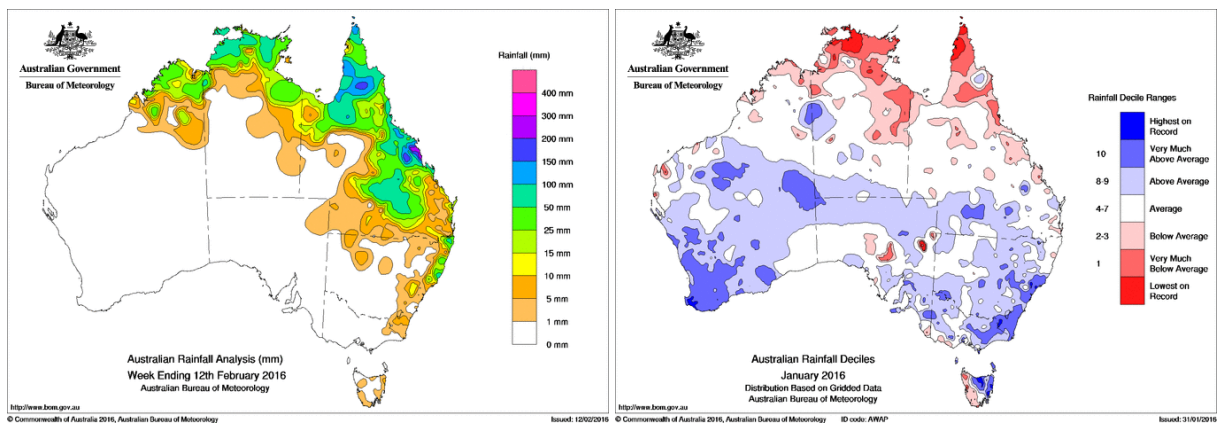 Australian Government
Bureau of Meteorology
Rainfall (mm)
400 mm
300 mm
200 mm
150 mm
100 mm
50 mm
25 mm
15 mm
10 mm
5 mm
1 mm
0 mm
Australian Rainfall Analysis (mm)
Week Ending 12th February 2016
Australian Bureau of Meteorology
http://www.bom.gov.au
© Commonwealth of Australia 2016, Australian Bureau of Meteorology
Issued: 12/02/2016
Australian Government
Bureau of Meteorology
Rainfall Decile Ranges
Highest on
Record
10
Very Much
Above Average
8-9
Above Average
4-7
Average
2-3
Below Average
1
Very Much
Below Average
Lowest on
Record
Australian Rainfall Deciles
January 2016
Distribution Based on Gridded Data
Australian Bureau of Meteorology
http://www.bom.gov.au
© Commonwealth of Australia 2016, Australian Bureau of Meteorology
ID code: AWAP
Issued: 31/01/2016